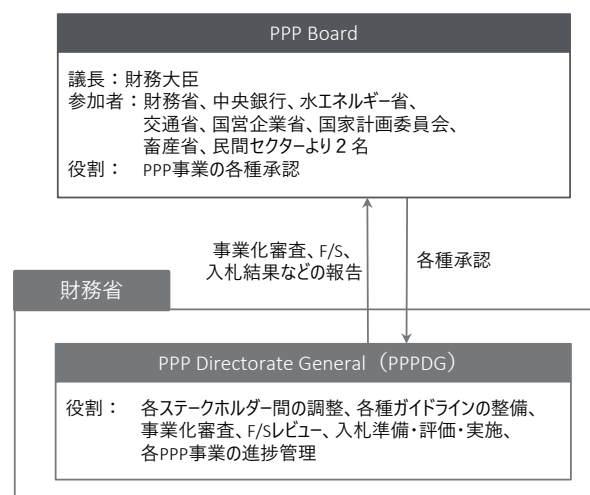 PPP Board
議長：財務大臣
参加者：財務省、中央銀行、水エネルギー省、
交通省、国営企業省、国家計画委員会、
畜産省、民間セクターより２名
役割： PPP事業の各種承認
事業化審査、F/S、
入札結果などの報告
各種承認
財務省
PPP Directorate General（PPPDG）
役割： 各ステークホルダー間の調整、各種ガイドラインの整備、
事業化審査、F/Sレビュー、入札準備・評価・実施、
各PPP事業の進捗管理